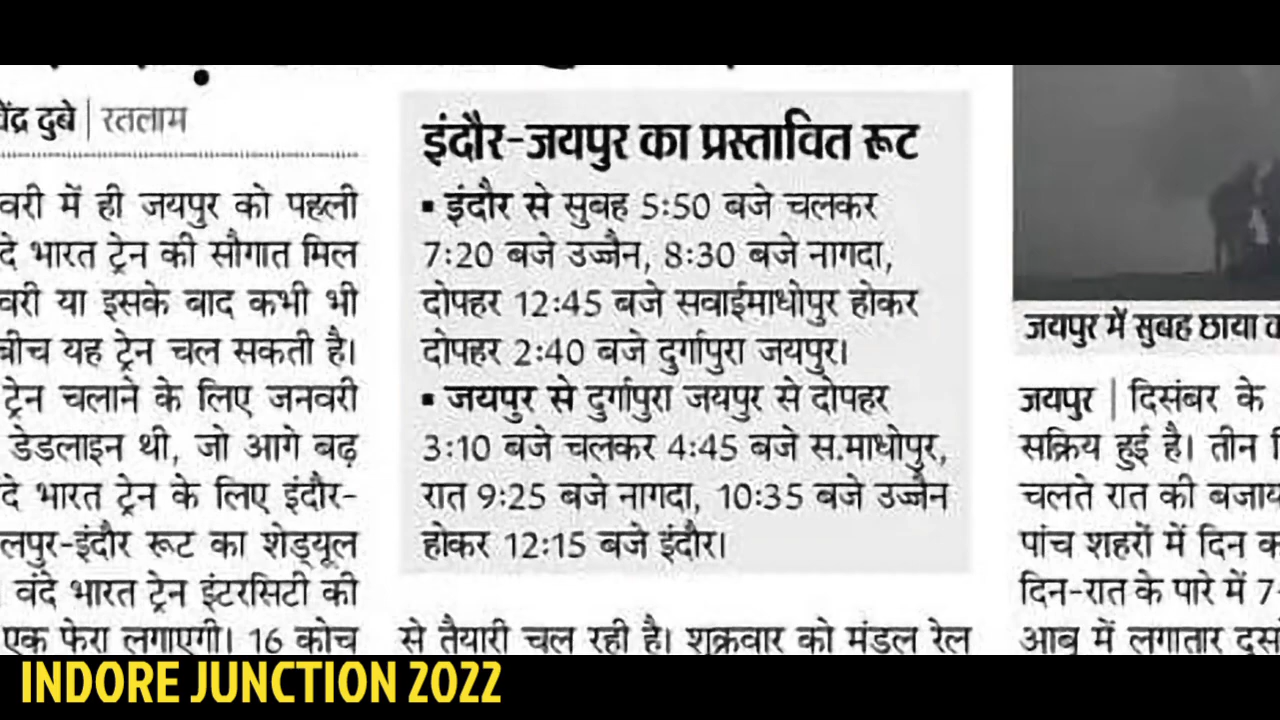 वेंद्र दुबे | रतलाम
वरी में ही जयपुर को पहली
दे भारत ट्रेन की सौगात मिल
वरी या इसके बाद कभी भी
बीच यह ट्रेन चल सकती है।
ट्रेन चलाने के लिए जनवरी
डेडलाइन थी, जो आगे बढ़
दे भारत ट्रेन के लिए इंदौर-
लपुर-इंदौर रूट का शेड्यूल
वंदे भारत ट्रेन इंटरसिटी की
एक फेरा लगाएगी। 16 कोच
इंदौर-जयपुर का प्रस्तावित रूट
▪ इंदौर से सुबह 5:50 बजे चलकर
7:20 बजे उज्जैन, 8:30 बजे नागदा,
दोपहर 12:45 बजे सवाईमाधोपुर होकर
दोपहर 2:40 बजे दुर्गापुरा जयपुर।
▪ जयपुर से दुर्गापुरा जयपुर से दोपहर
3:10 बजे चलकर 4:45 बजे स.माधोपुर,
रात 9:25 बजे नागदा, 10:35 बजे उज्जैन
होकर 12:15 बजे इंदौर।
से तैयारी चल रही है। शुक्रवार को मंडल रेल
जयपुर में सुबह छाया
जयपुर | दिसंबर के
सक्रिय हुई है। तीन
चलते रात की बजाय
पांच शहरों में दिन
दिन-रात के पारे में 7-
आबू में लगातार
INDORE JUNCTION 2022